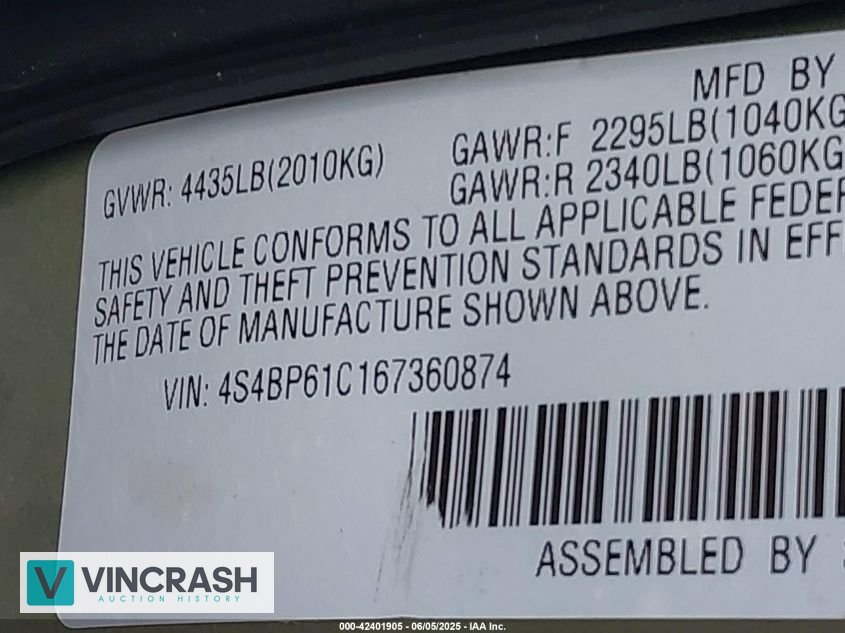 MFD BY
GVWR: 4435LB(2010KG)
GAWR:F 2295LB(1040KG
GAWR:R 2340LB(1060KG
THIS VEHICLE CONFORMS TO ALL APPLICABLE FEDER
SAFETY AND THEFT PREVENTION STANDARDS IN EFF
THE DATE OF MANUFACTURE SHOWN ABOVE.
VIN: 4S4BP61C167360874
ASSEMBLED BY
V VINCRASH
AUCTION HISTORY
000-42401905 - 06/05/2025 - IAA Inc.